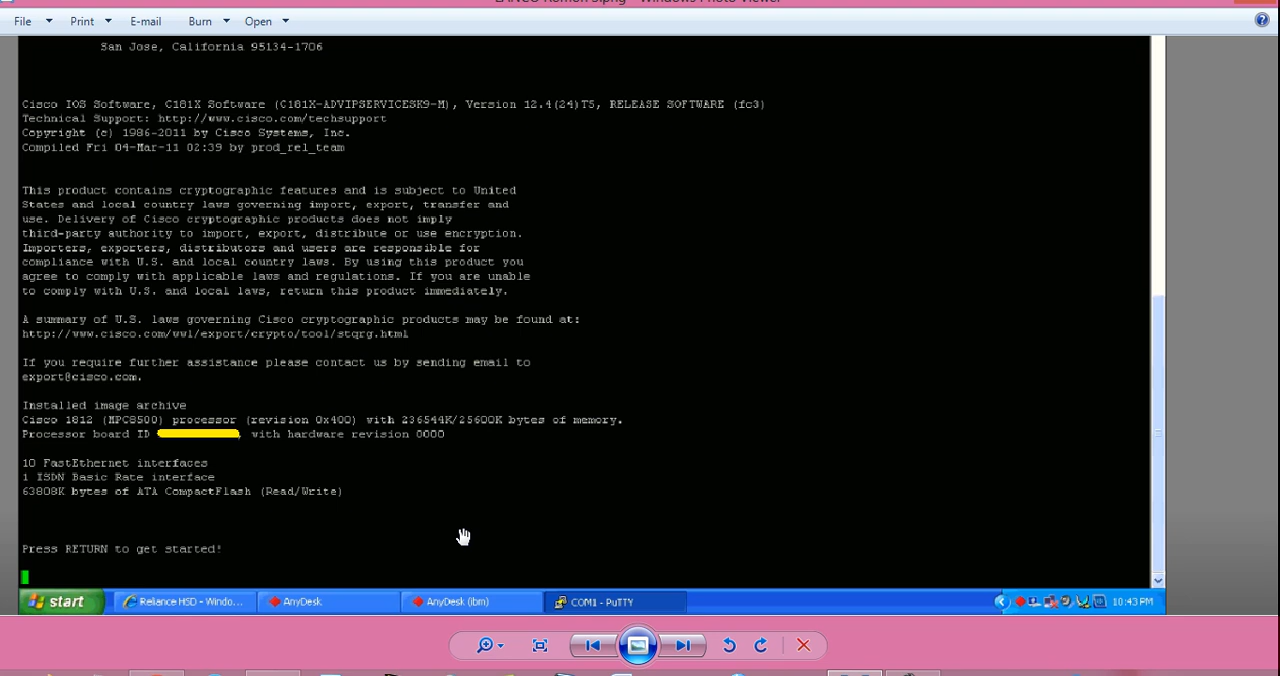 Windows Photo Viewer
File Print E-mail Burn Open
San Jose, California 95134-1706
Cisco IOS Software, C181X Software (C181X-ADVIPSERVICESK9-M), Version 12.4(24)T5, RELEASE SOFTWARE (fc3)
Technical Support: http://www.cisco.com/techsupport
Copyright (c) 1986-2011 by Cisco Systems, Inc.
Compiled Fri 04-Mar-11 02:39 by prod_rel_team
This product contains cryptographic features and is subject to United
States and local country laws governing import, export, transfer and
use. Delivery of Cisco cryptographic products does not imply
third-party authority to import, export, distribute or use encryption.
Importers, exporters, distributors and users are responsible for
compliance with U.S. and local country laws. By using this product you
agree to comply with applicable laws and regulations. If you are unable
to comply with U.S. and local laws, return this product immediately.
A summary of U.S. laws governing Cisco cryptographic products may be found at:
http://www.cisco.com/wwl/export/crypto/tool/stqrg.html
If you require further assistance please contact us by sending email to
export@cisco.com.
Installed image archive
Cisco 1812 (MPC8500) processor (revision 0x400) with 236544K/25600K bytes of memory.
Processor board ID , with hardware revision 0000
10 FastEthernet interfaces
1 ISDN Basic Rate interface
63808K bytes of ATA CompactFlash (Read/Write)
Press RETURN to get started!
start Reliance HSD - Windo... AnyDesk AnyDesk (ibm) COM1 - PuTTY 10:43 PM